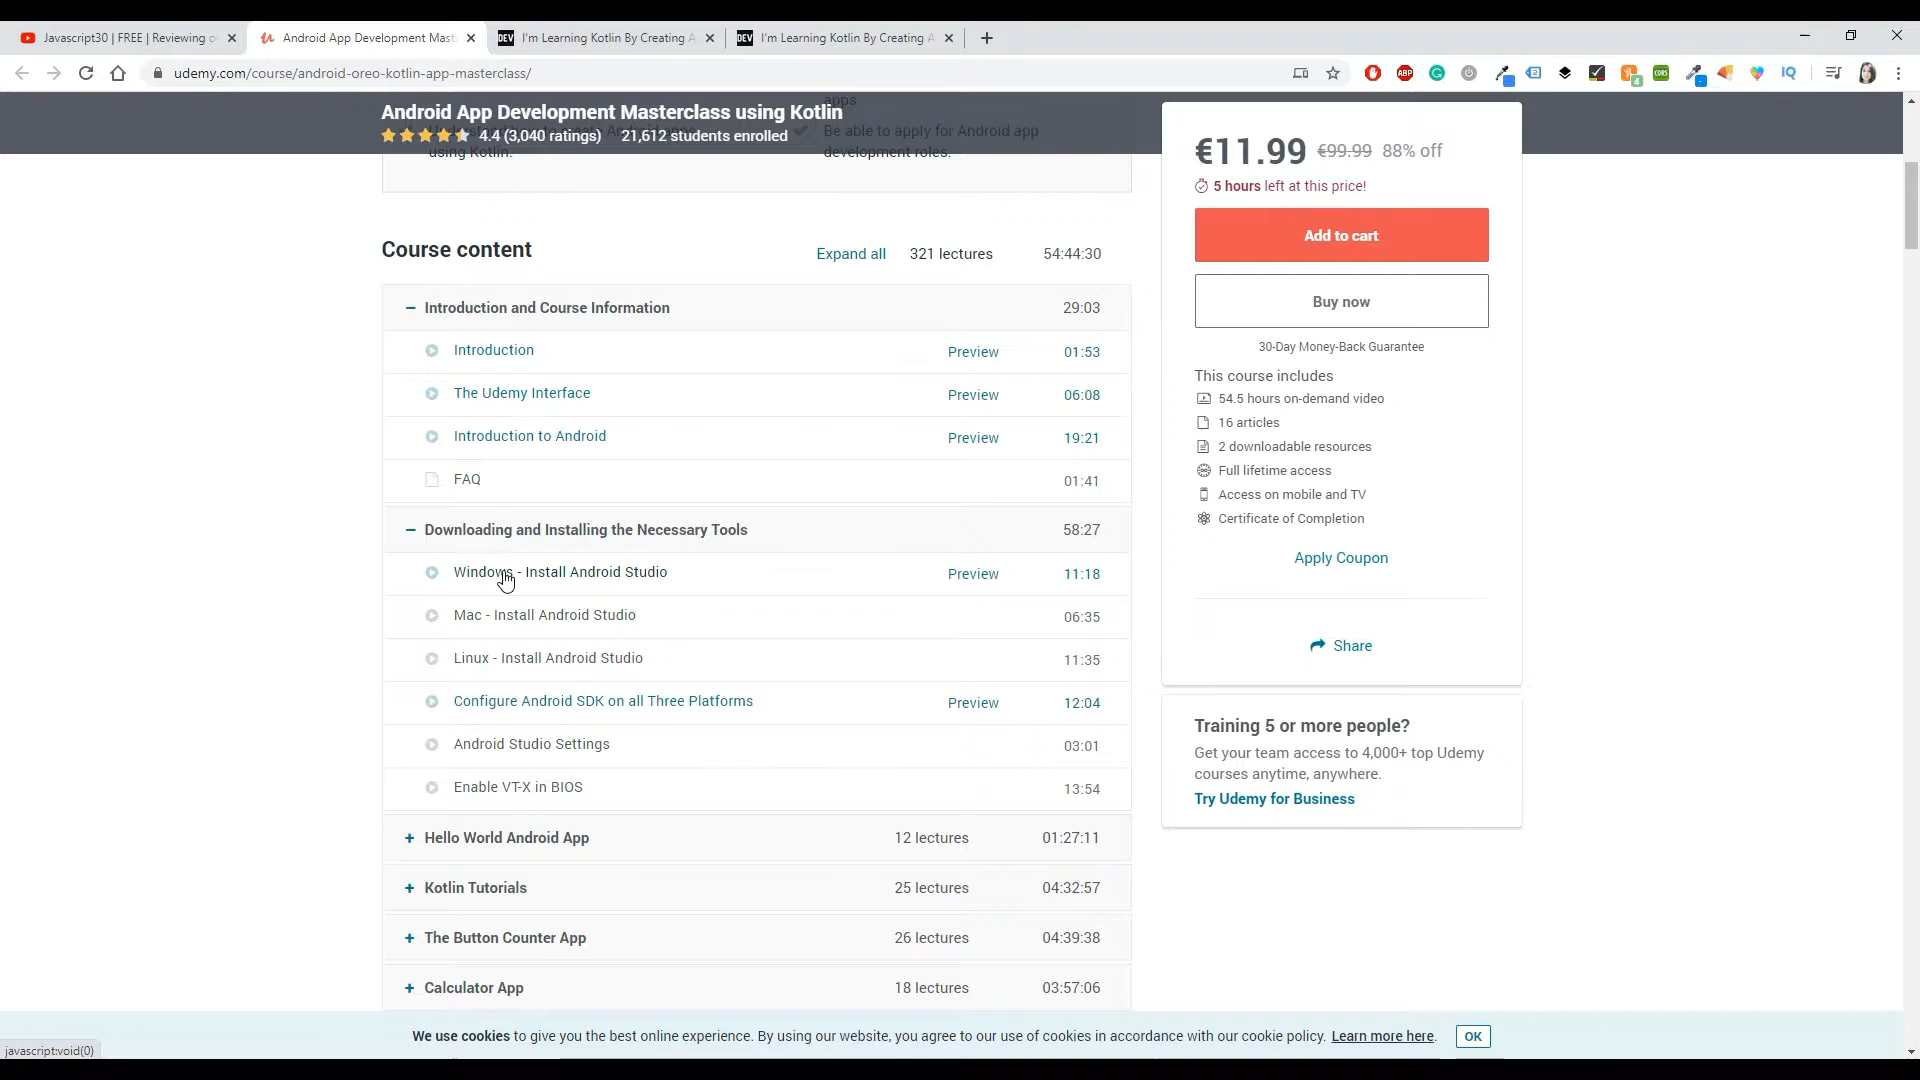 Javascript30 | FREE | Reviewing o
Android App Development Mast
DEV I'm Learning Kotlin By Creating A
DEV I'm Learning Kotlin By Creating A
udemy.com/course/android-oreo-kotlin-app-masterclass/
ABP
CORS
4
IQ
Android App Development Masterclass using Kotlin
4.4 (3,040 ratings) 21,612 students enrolled
apps
using Kotlin.
Be able to apply for Android app
development roles.
Course content
Expand all 321 lectures 54:44:30
Introduction and Course Information 29:03
Introduction Preview 01:53
The Udemy Interface Preview 06:08
Introduction to Android Preview 19:21
FAQ 01:41
Downloading and Installing the Necessary Tools 58:27
Windows - Install Android Studio Preview 11:18
Mac - Install Android Studio 06:35
Linux - Install Android Studio 11:35
Configure Android SDK on all Three Platforms Preview 12:04
Android Studio Settings 03:01
Enable VT-X in BIOS 13:54
+ Hello World Android App 12 lectures 01:27:11
+ Kotlin Tutorials 25 lectures 04:32:57
+ The Button Counter App 26 lectures 04:39:38
+ Calculator App 18 lectures 03:57:06
€11.99 €99.99 88% off
5 hours left at this price!
Add to cart
Buy now
30-Day Money-Back Guarantee
This course includes
54.5 hours on-demand video
16 articles
2 downloadable resources
Full lifetime access
Access on mobile and TV
Certificate of Completion
Apply Coupon
Share
Training 5 or more people?
Get your team access to 4,000+ top Udemy
courses anytime, anywhere.
Try Udemy for Business
We use cookies to give you the best online experience. By using our website, you agree to our use of cookies in accordance with our cookie policy. Learn more here. OK
javascript:void(0)